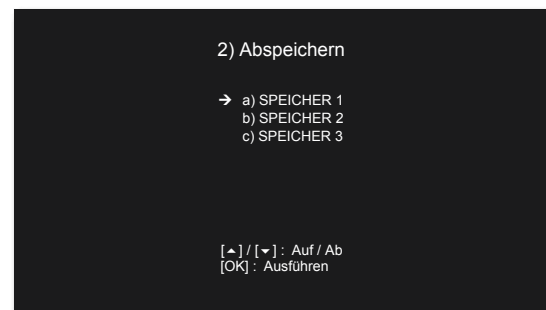 2) Abspeichern
➔ a) SPEICHER 1
b) SPEICHER 2
c) SPEICHER 3
[▲] / [▼] : Auf / Ab
[OK] : Ausführen